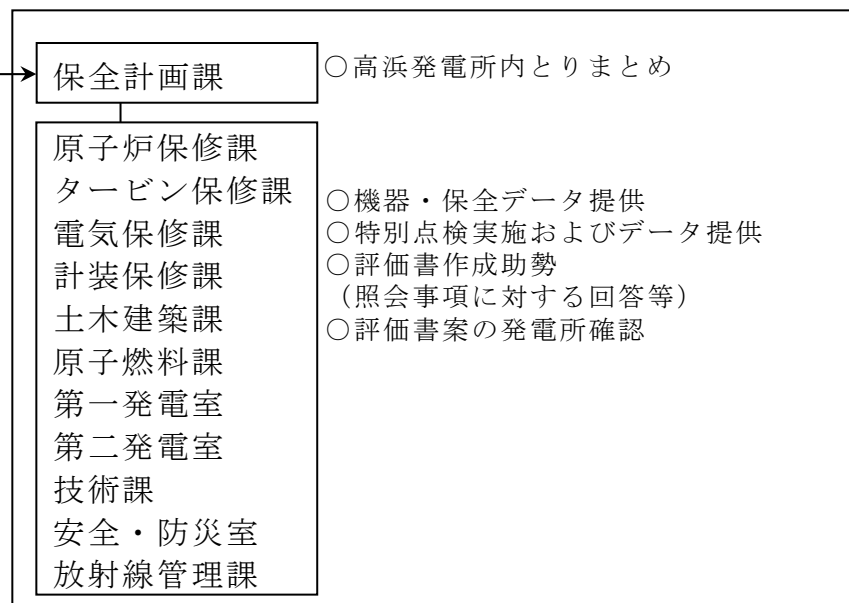 保全計画課
○高浜発電所内とりまとめ
原子炉保修課
タービン保修課
電気保修課
計装保修課
土木建築課
原子燃料課
第一発電室
第二発電室
技術課
安全・防災室
放射線管理課
○機器・保全データ提供
○特別点検実施およびデータ提供
○評価書作成助勢
（照会事項に対する回答等）
○評価書案の発電所確認